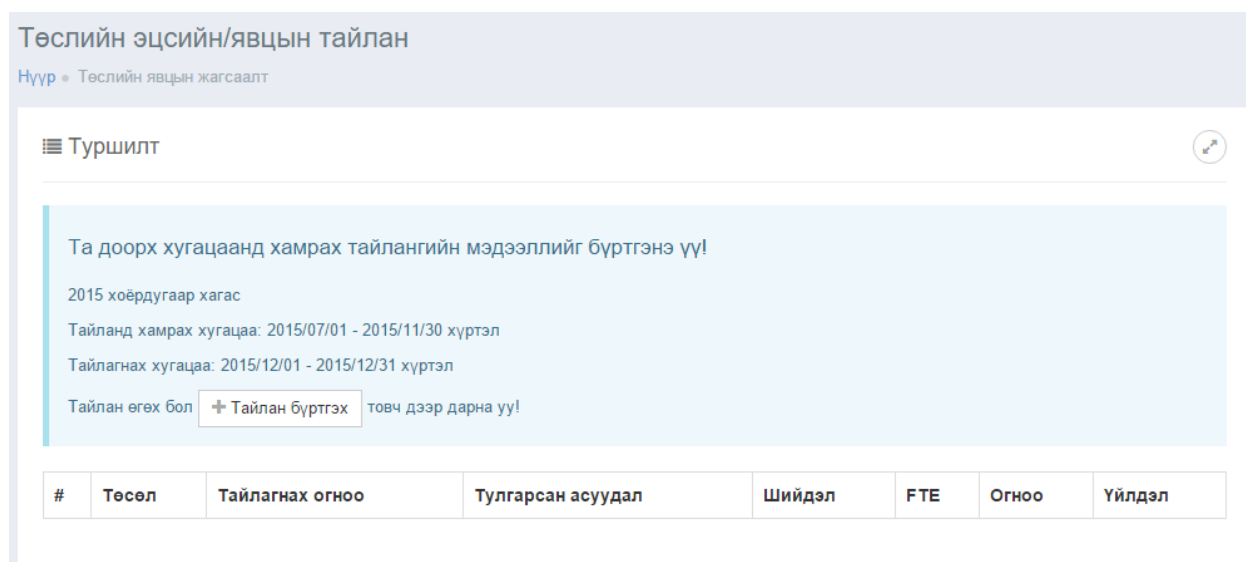 Төслийн эцсийн/явцын тайлан
Нүүр • Төслийн явцын жагсаалт
Туршилт
Та доорх хугацаанд хамрах тайлангийн мэдээллийг бүртгэнэ үү!
2015 хоёрдугаар хагас
Тайланд хамрах хугацаа: 2015/07/01 - 2015/11/30 хүртэл
Тайлагнах хугацаа: 2015/12/01 - 2015/12/31 хүртэл
Тайлан өгөх бол + Тайлан бүртгэх товч дээр дарна уу!
# Төсөл Тайлагнах огноо Тулгарсан асуудал Шийдэл FTE Огноо Үйлдэл